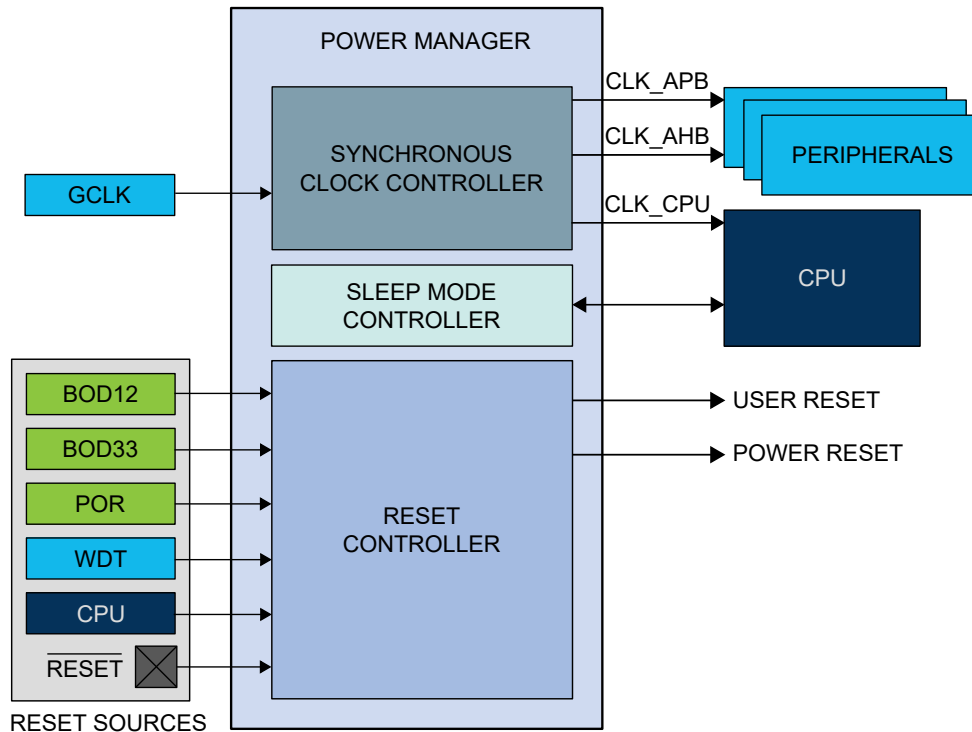 POWER MANAGER
CLK_APB
SYNCHRONOUS
CLOCK CONTROLLER
CLK_AHB
PERIPHERALS
GCLK
CLK_CPU
CPU
SLEEP MODE
CONTROLLER
BOD12
USER RESET
BOD33
POWER RESET
POR
RESET
CONTROLLER
WDT
CPU
RESET
RESET SOURCES